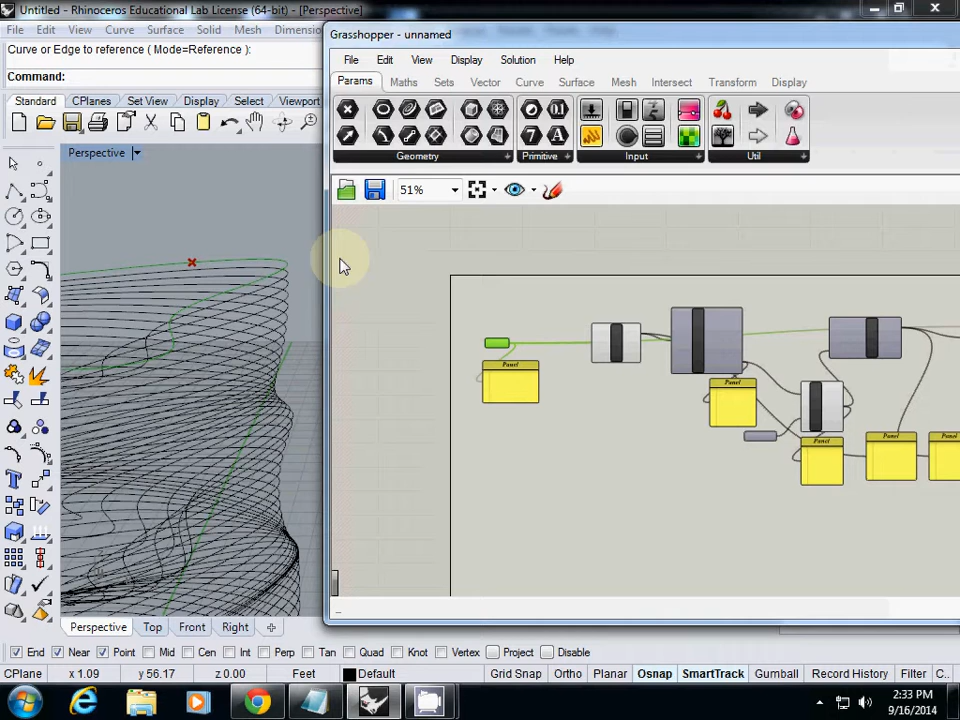 Untitled - Rhinoceros Educational Lab License (64-bit) - [Perspective]
File Edit View Curve Surface Solid Mesh Dimension
Curve or Edge to reference ( Mode=Reference ):
Command:
Standard CPlanes Set View Display Select Viewport
Perspective
Grasshopper - unnamed
File Edit View Display Solution Help
Params Maths Sets Vector Curve Surface Mesh Intersect Transform Display
Geometry Primitive Input Util
51%
Panel
Panel
Panel
Panel
Panel
Perspective Top Front Right
End Near Point Mid Cen Int Perp Tan Quad Knot Vertex Project Disable
CPlane x 1.09 y 56.17 z 0.00 Feet Default Grid Snap Ortho Planar Osnap SmartTrack Gumball Record History Filter C..
2:33 PM
9/16/2014